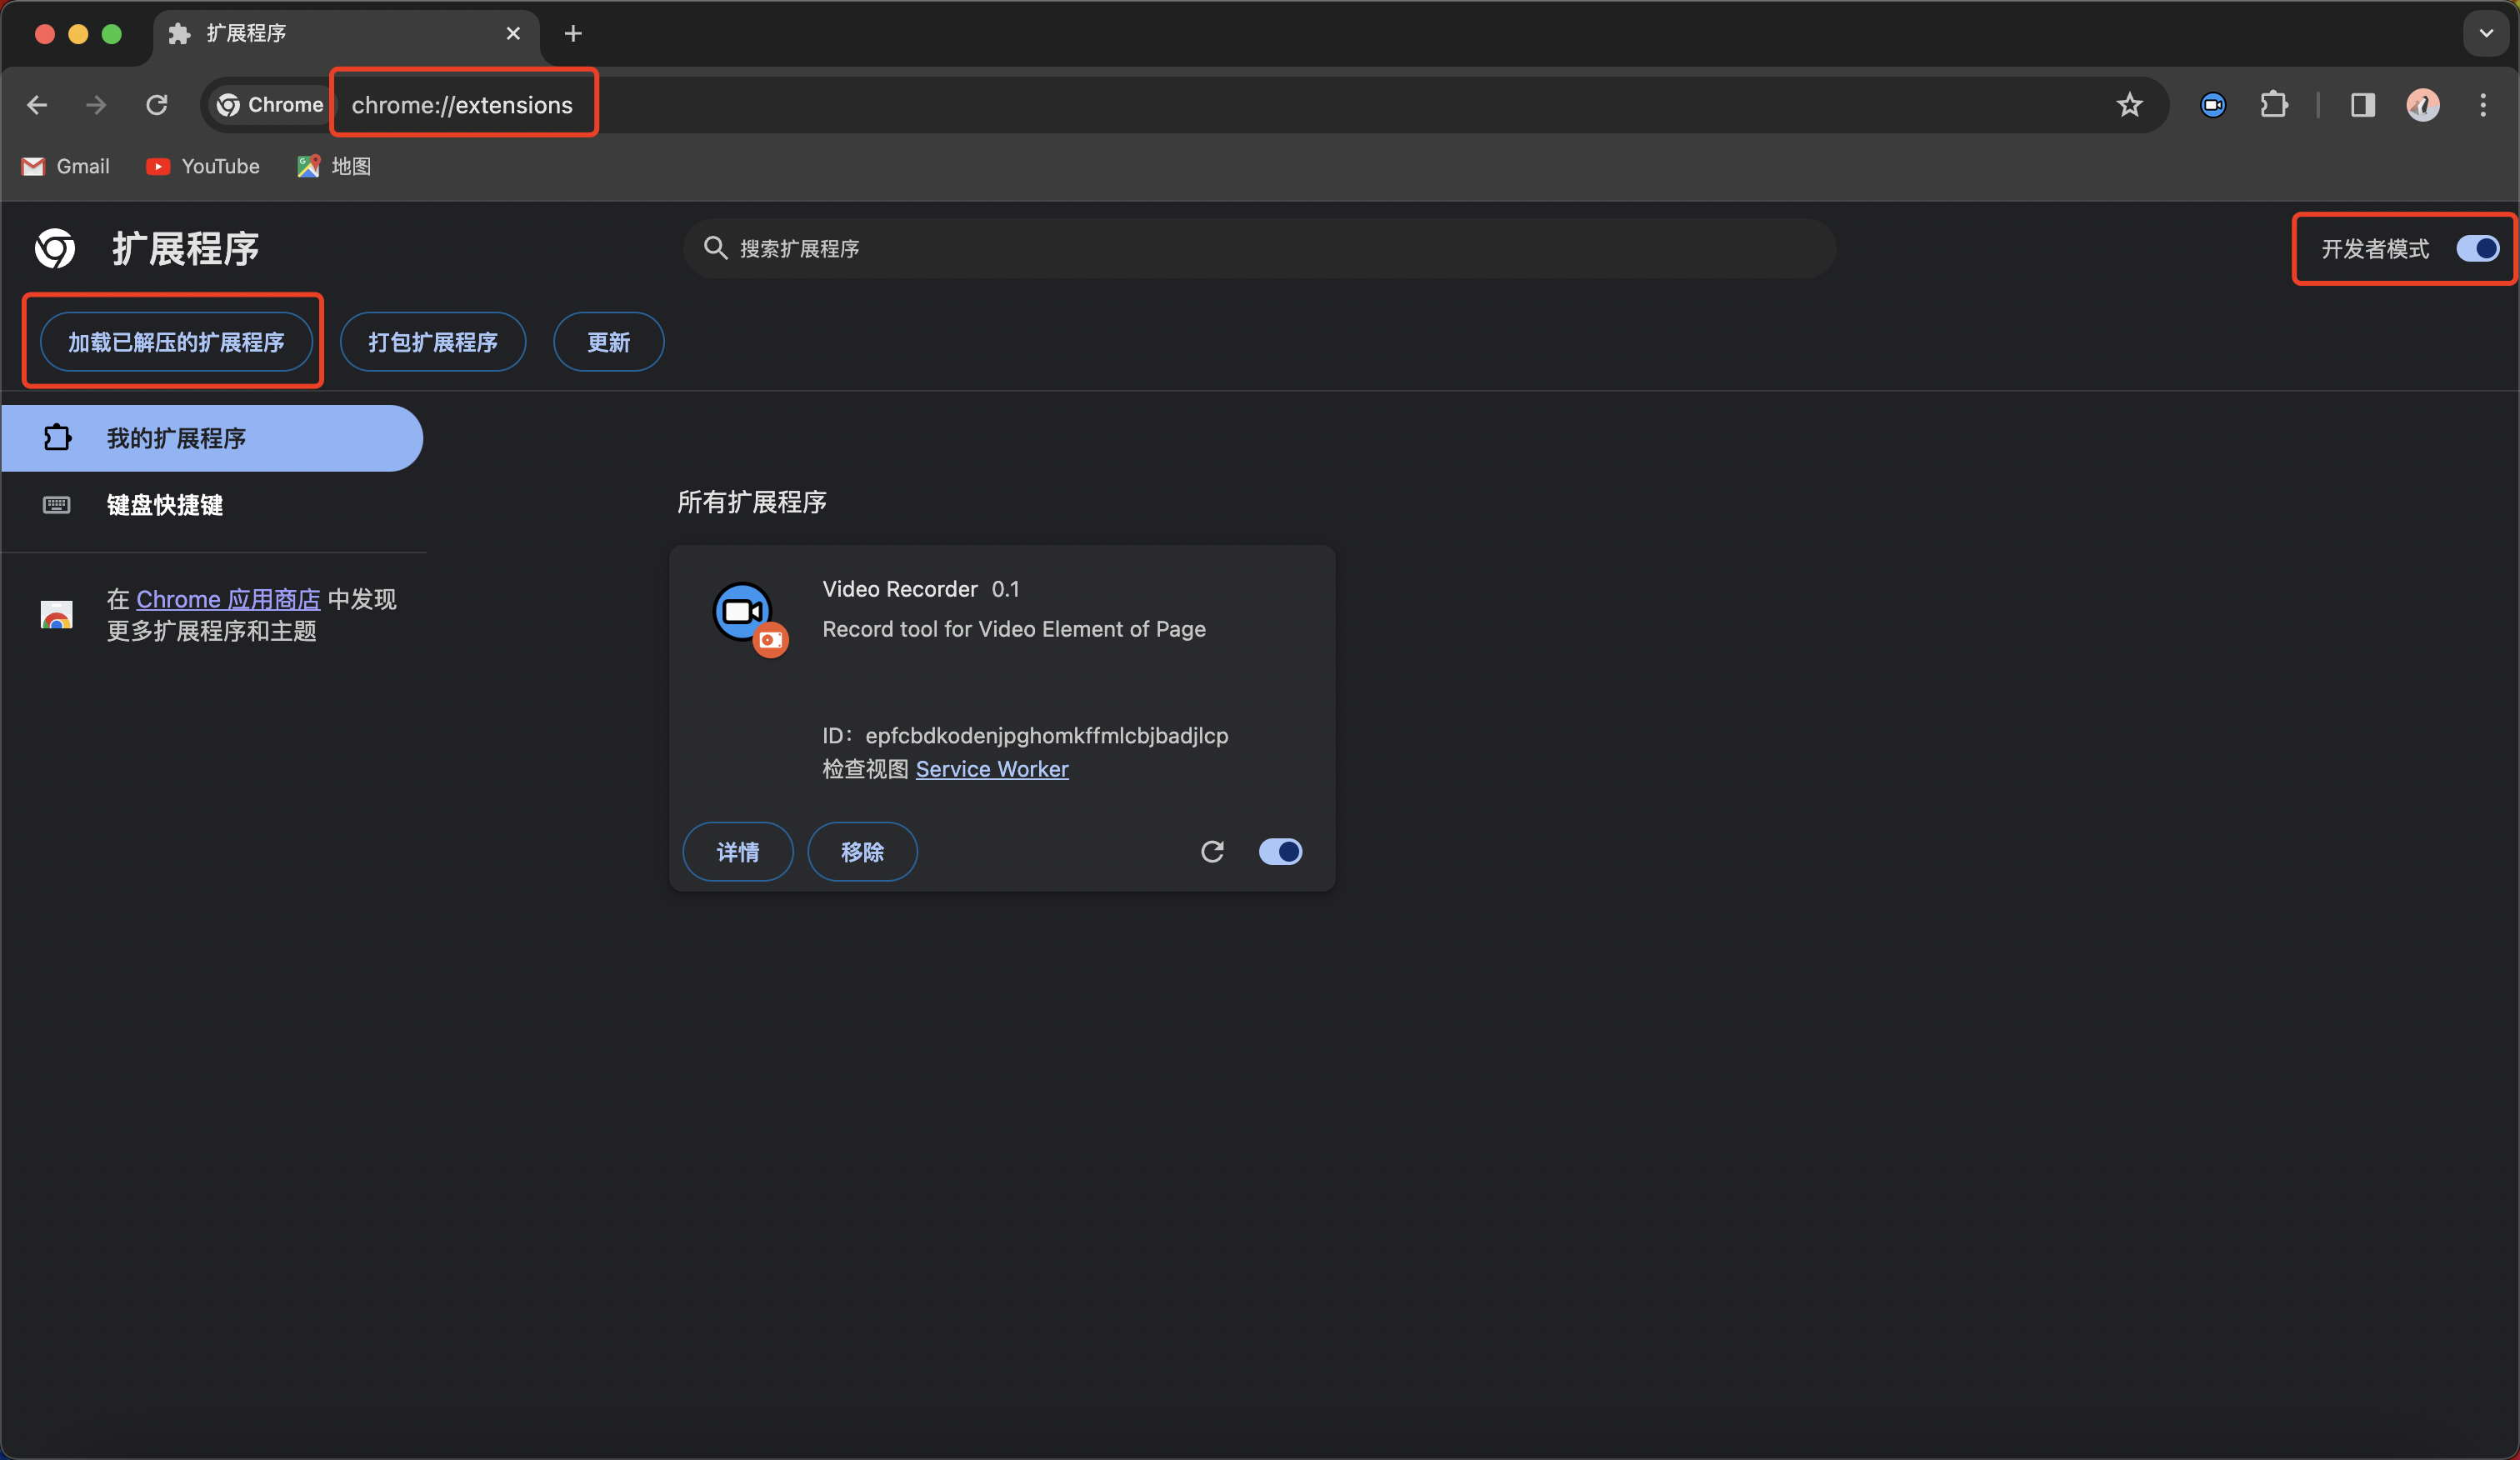 扩展程序
Chrome
chrome://extensions
Gmail
YouTube
地图
扩展程序
搜索扩展程序
开发者模式
加载已解压的扩展程序
打包扩展程序
更新
我的扩展程序
键盘快捷键
在 Chrome 应用商店 中发现
更多扩展程序和主题
所有扩展程序
Video Recorder 0.1
Record tool for Video Element of Page
ID：epfcbdkodenjpghomkffmlcbjbadjlcp
检查视图 Service Worker
详情
移除